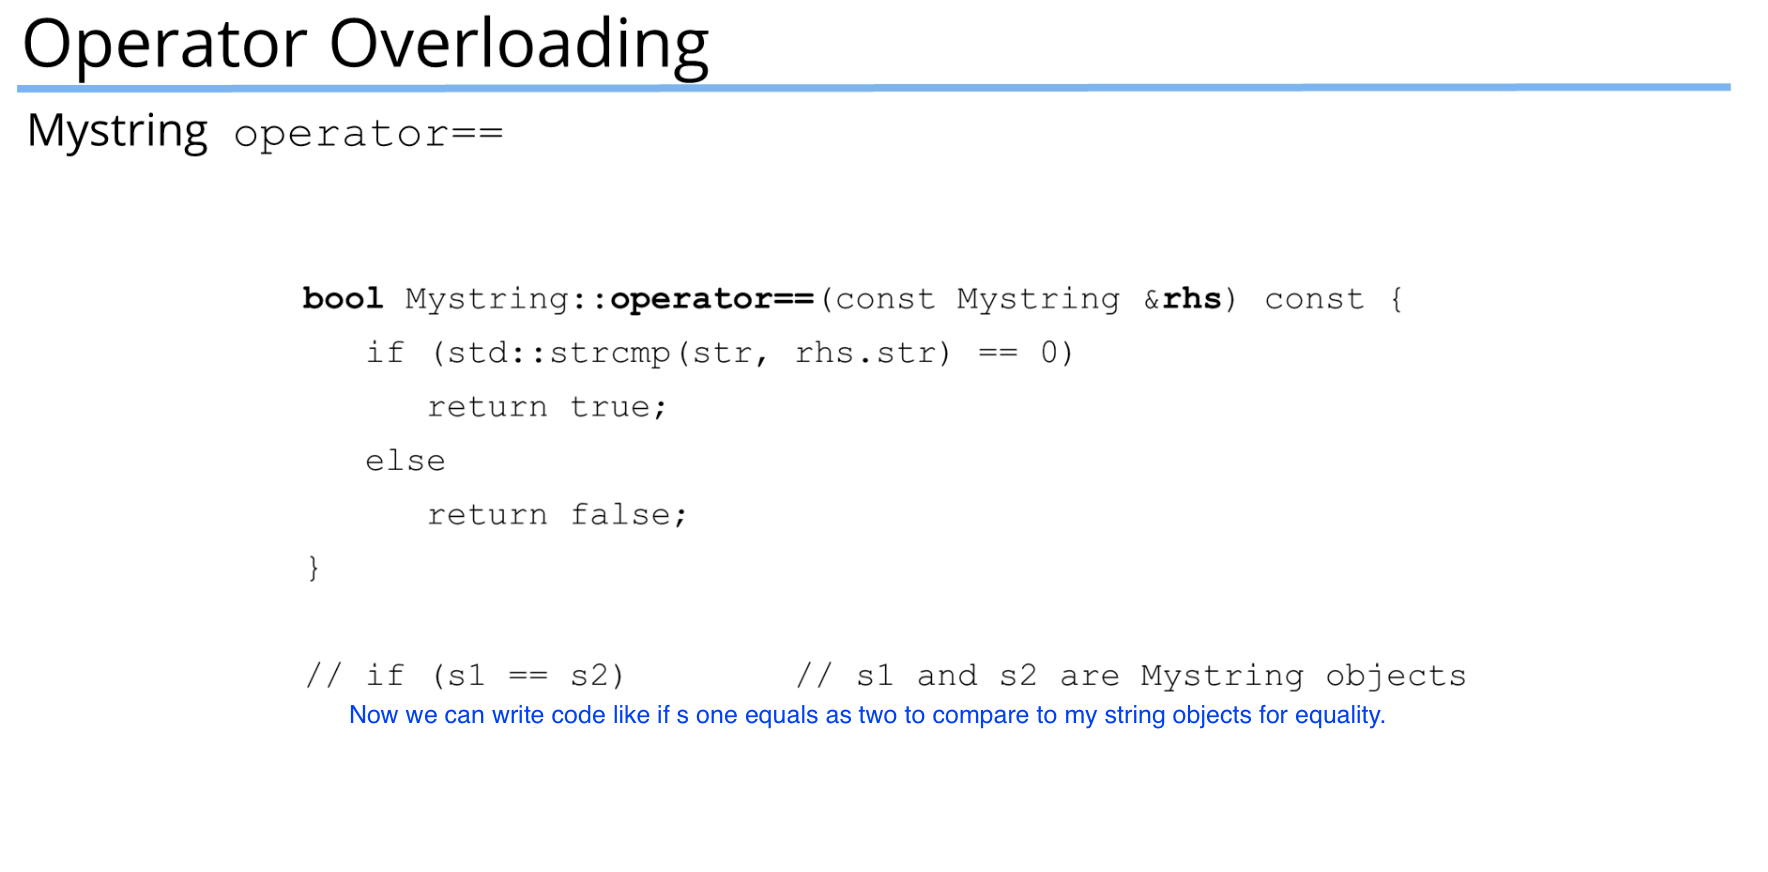 Operator Overloading
Mystring operator==
bool Mystring::operator==(const Mystring &rhs) const {
if (std::strcmp(str, rhs.str) == 0)
return true;
else
return false;
}
// if (s1 == s2) // s1 and s2 are Mystring objects
Now we can write code like if s one equals as two to compare to my string objects for equality.